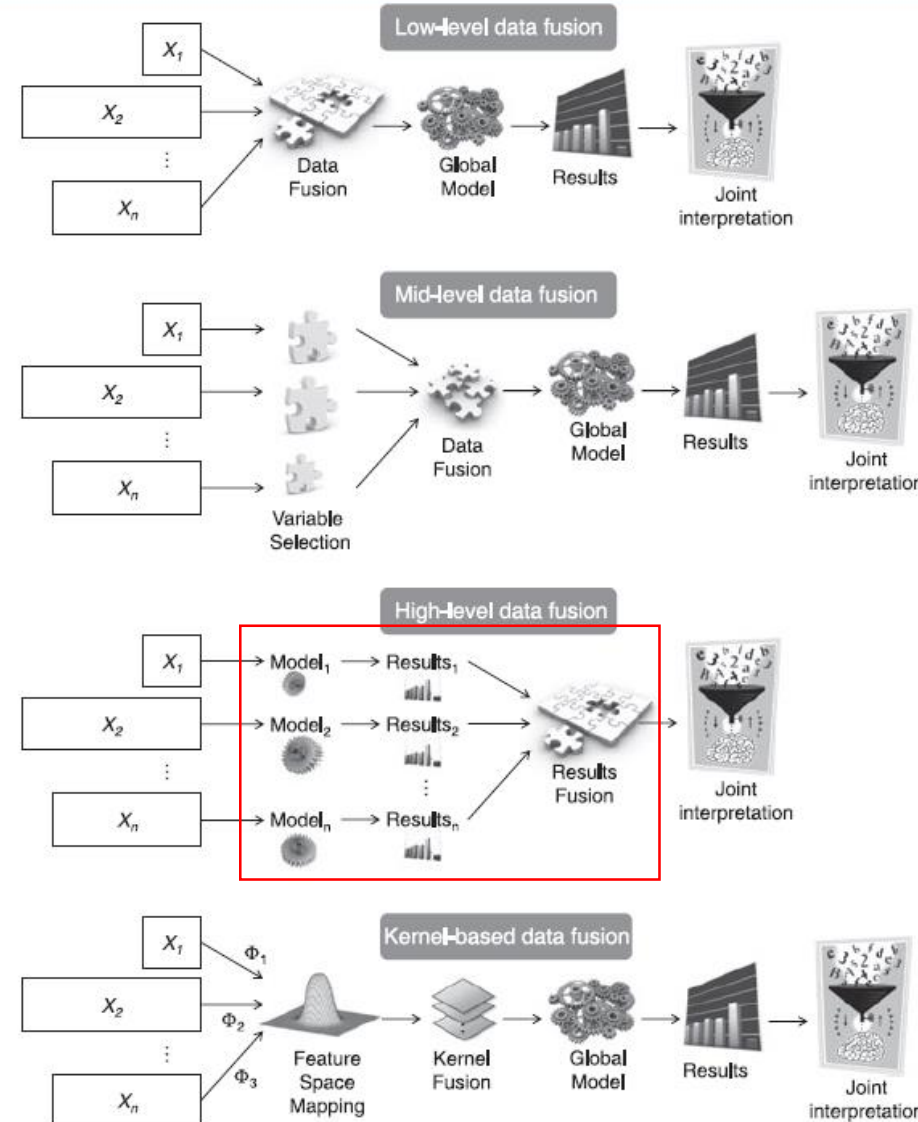 Low-level data fusion
X₁
X₂
⋮
Xₙ
Data
Fusion
Global
Model
Results
Joint
interpretation
Mid-level data fusion
X₁
X₂
⋮
Xₙ
Variable
Selection
Data
Fusion
Global
Model
Results
Joint
interpretation
High-level data fusion
X₁
X₂
⋮
Xₙ
Model₁
Results₁
Model₂
Results₂
⋮
Modelₙ
Resultsₙ
Results
Fusion
Joint
interpretation
Kernel-based data fusion
X₁
X₂
⋮
Xₙ
Φ₁
Φ₂
Φ₃
Feature
Space
Mapping
Kernel
Fusion
Global
Model
Results
Joint
interpretation